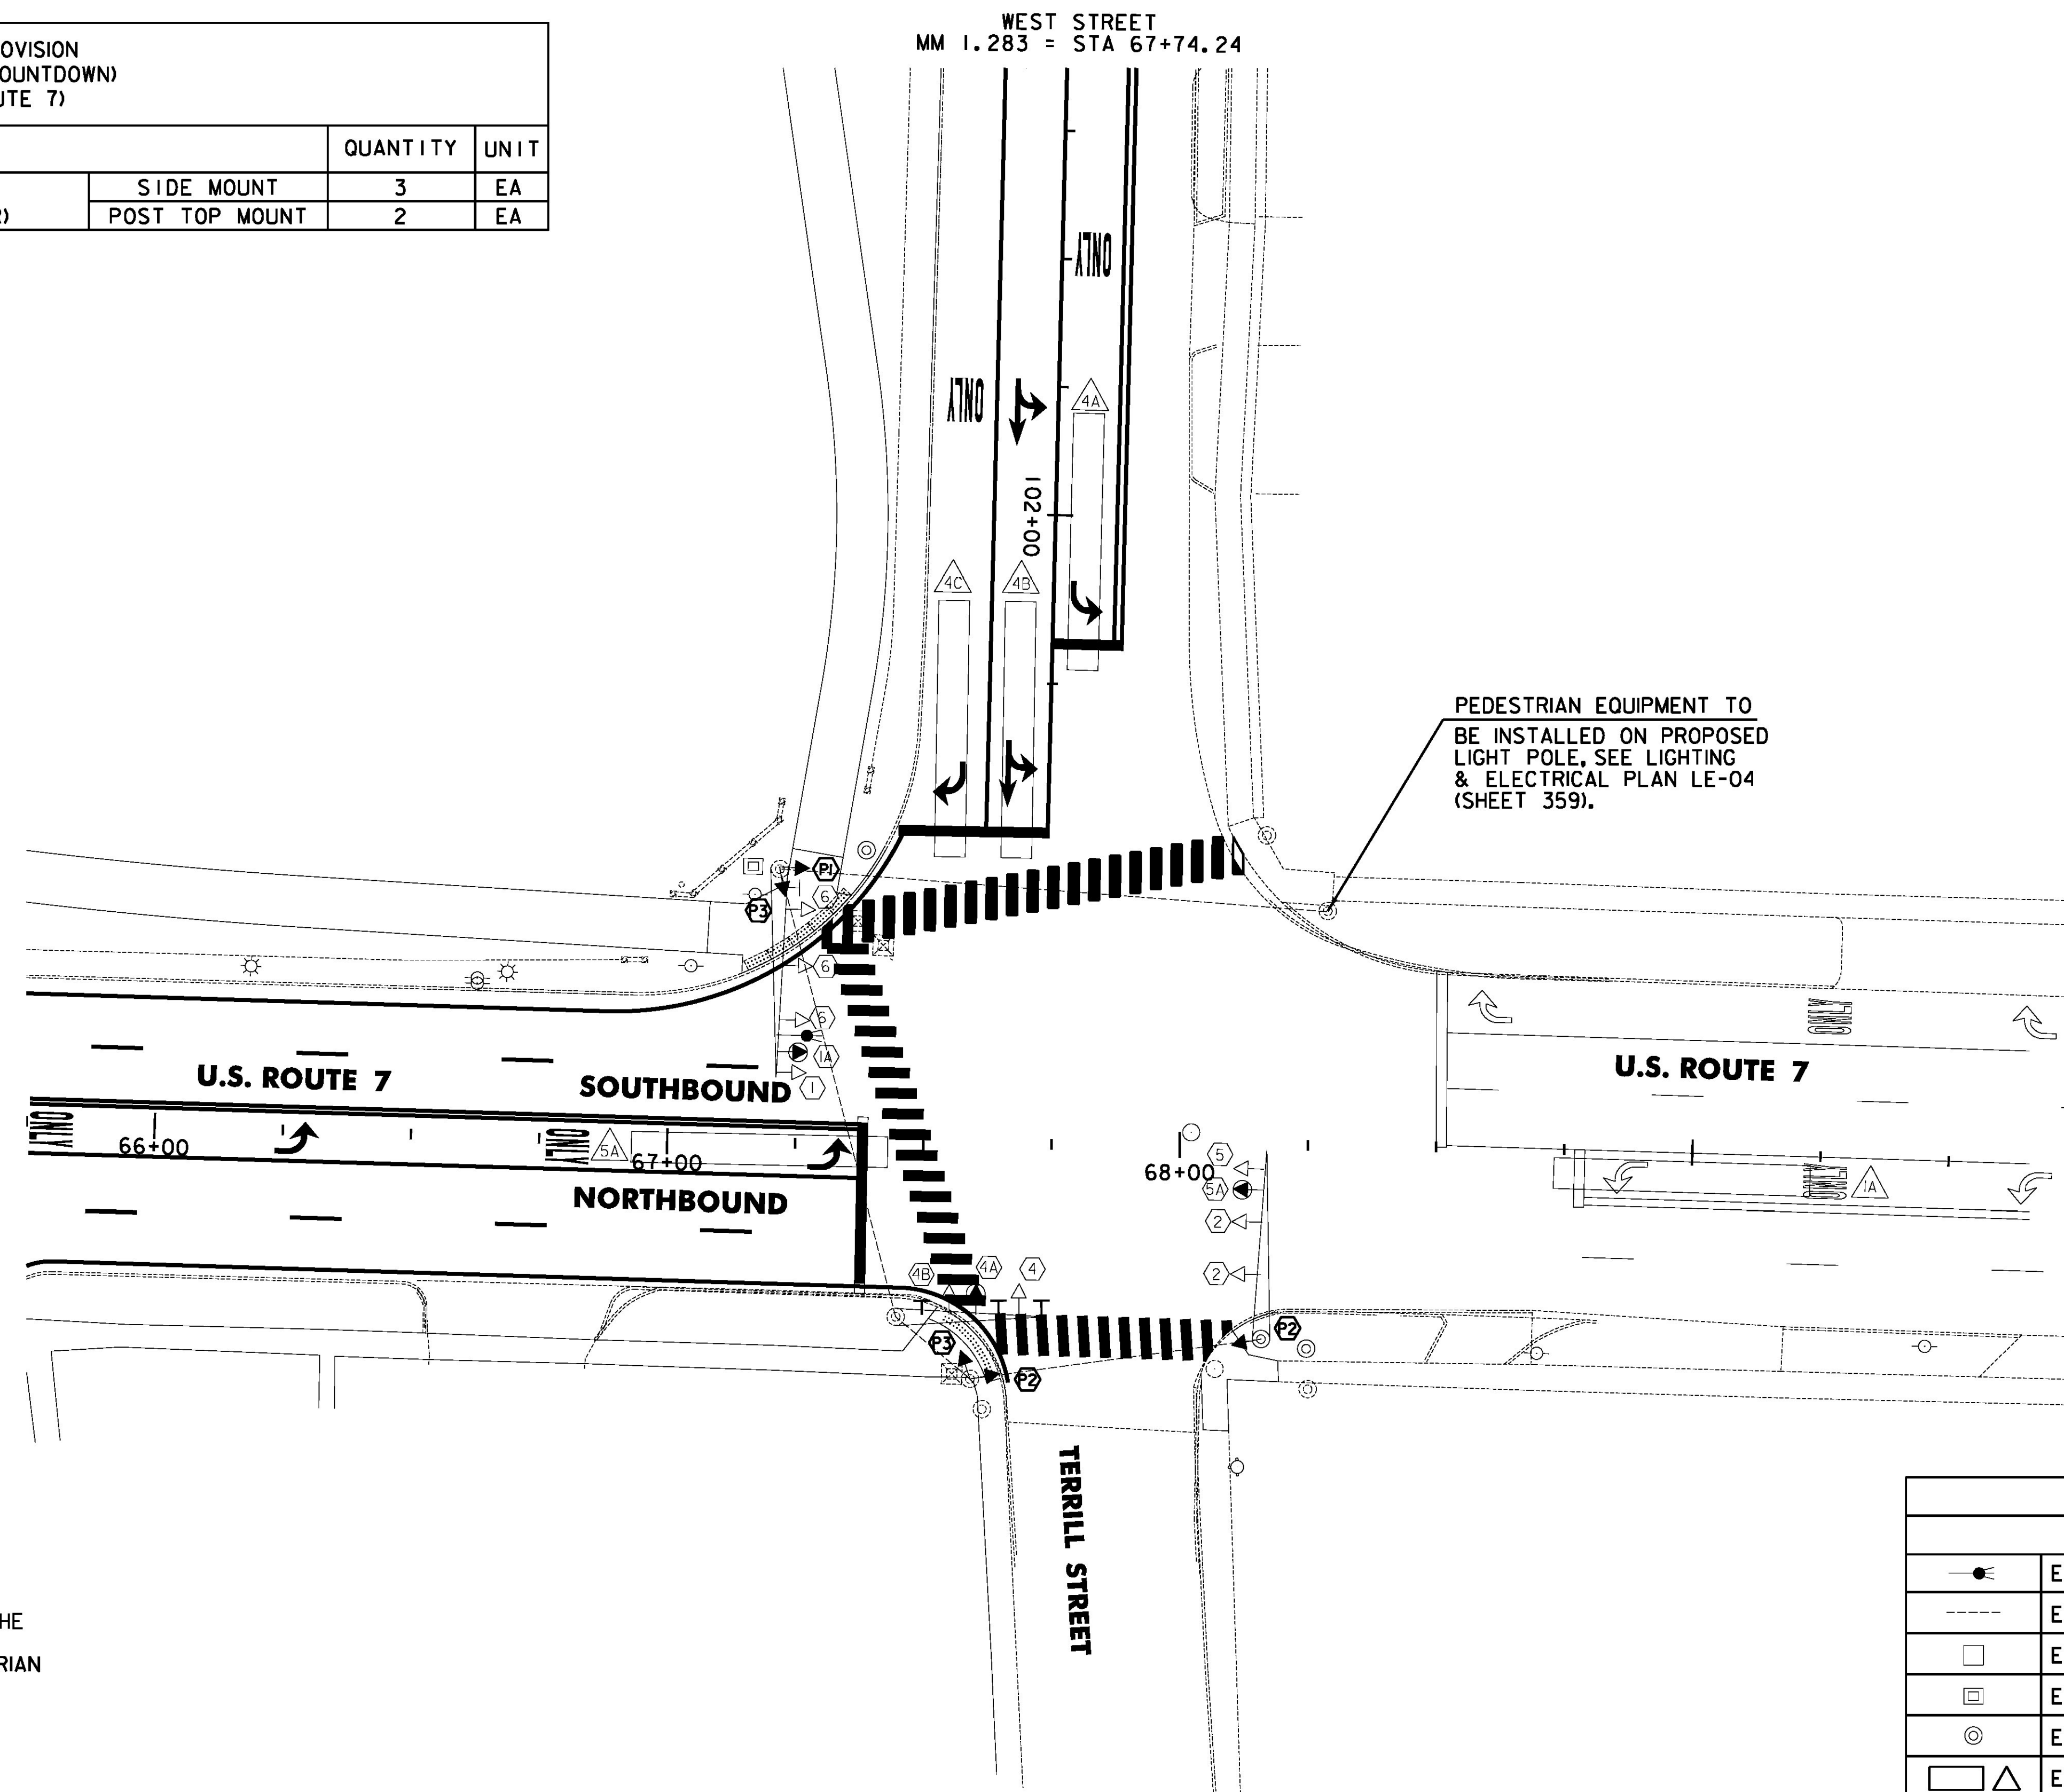 WEST STREET
MM 1.283 = STA 67+74.24
OVISION
OUNTDOWN)
UTE 7)
QUANTITY UNIT
SIDE MOUNT 3 EA
POST TOP MOUNT 2 EA
ONLY
ONLY
4A
102+00
4C
4B
PEDESTRIAN EQUIPMENT TO
BE INSTALLED ON PROPOSED
LIGHT POLE, SEE LIGHTING
& ELECTRICAL PLAN LE-04
(SHEET 359).
P1
6
P3
6
6
1A
1
U.S. ROUTE 7
SOUTHBOUND
ONLY
U.S. ROUTE 7
ONLY
66+00
ONLY
5A
67+00
NORTHBOUND
68+00
5
5A
2
2
ONLY
1A
4B
4A
4
P3
P2
P2
TERRILL STREET
HE
RIAN
E
E
E
E
E
E